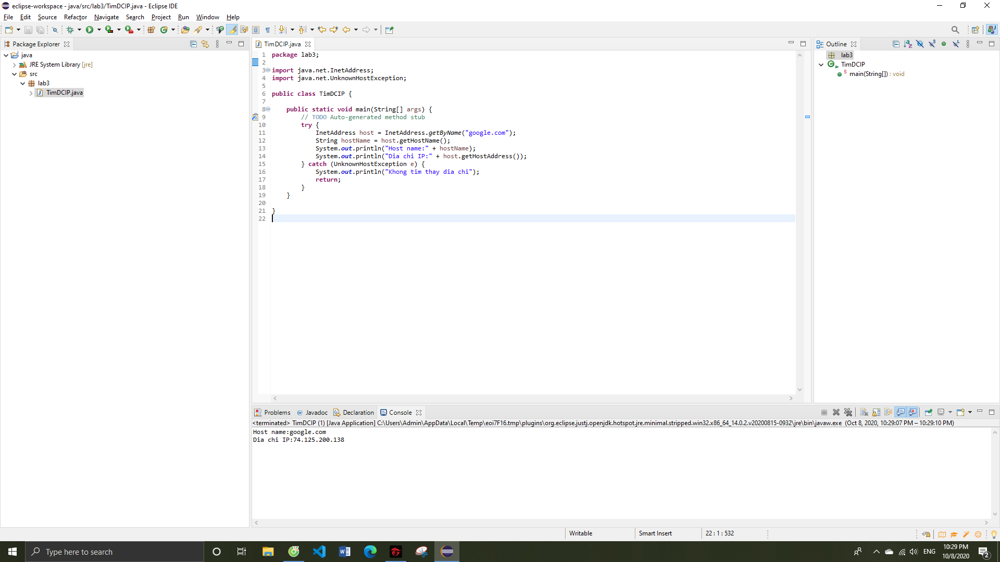 eclipse-workspace - java/src/lab3/TimDCIP.java - Eclipse IDE
File Edit Source Refactor Navigate Search Project Run Window Help
Package Explorer
java
JRE System Library [jre]
src
lab3
TimDCIP.java
TimDCIP.java
1 package lab3;
2
3 import java.net.InetAddress;
4 import java.net.UnknownHostException;
5
6 public class TimDCIP {
7
8 public static void main(String[] args) {
9 // TODO Auto-generated method stub
10 try {
11 InetAddress host = InetAddress.getByName("google.com");
12 String hostName = host.getHostName();
13 System.out.println("Host name:" + hostName);
14 System.out.println("Dia chi IP:" + host.getHostAddress());
15 } catch (UnknownHostException e) {
16 System.out.println("Khong tim thay dia chi");
17 return;
18 }
19 }
20
21 }
22
Outline
lab3
TimDCIP
main(String[]) : void
Problems Javadoc Declaration Console
<terminated> TimDCIP (1) [Java Application] C:\Users\Admin\AppData\Local\Temp\eoi7F16.tmp\plugins\org.eclipse.justj.openjdk.hotspot.jre.minimal.stripped.win32.x86_64_14.0.2.v20200815-0932\jre\bin\javaw.exe (Oct 8, 2020, 10:29:07 PM – 10:29:10 PM)
Host name:google.com
Dia chi IP:74.125.200.138
Writable Smart Insert 22 : 1 : 532
Type here to search
ENG
10:29 PM
10/8/2020
2